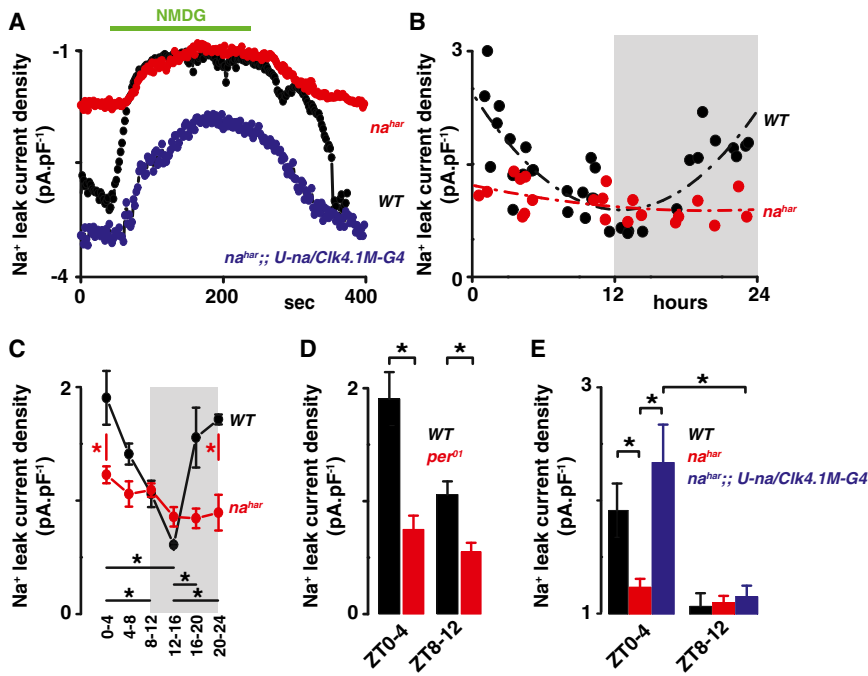 A
NMDG
-1
-4
Na⁺ leak current density
(pA.pF⁻¹)
naʰᵃʳ
WT
naʰᵃʳ;; U-na/Clk4.1M-G4
0
200
400
sec
B
3
0
Na⁺ leak current density
(pA.pF⁻¹)
WT
naʰᵃʳ
0
12
24
hours
C
2
0
Na⁺ leak current density
(pA.pF⁻¹)
WT
*
*
naʰᵃʳ
*
*
*
*
0-4
4-8
8-12
12-16
16-20
20-24
D
2
0
Na⁺ leak current density
(pA.pF⁻¹)
*
*
WT
per⁰¹
ZT0-4
ZT8-12
E
3
1
Na⁺ leak current density
(pA.pF⁻¹)
*
*
*
WT
naʰᵃʳ
naʰᵃʳ;; U-na/Clk4.1M-G4
ZT0-4
ZT8-12